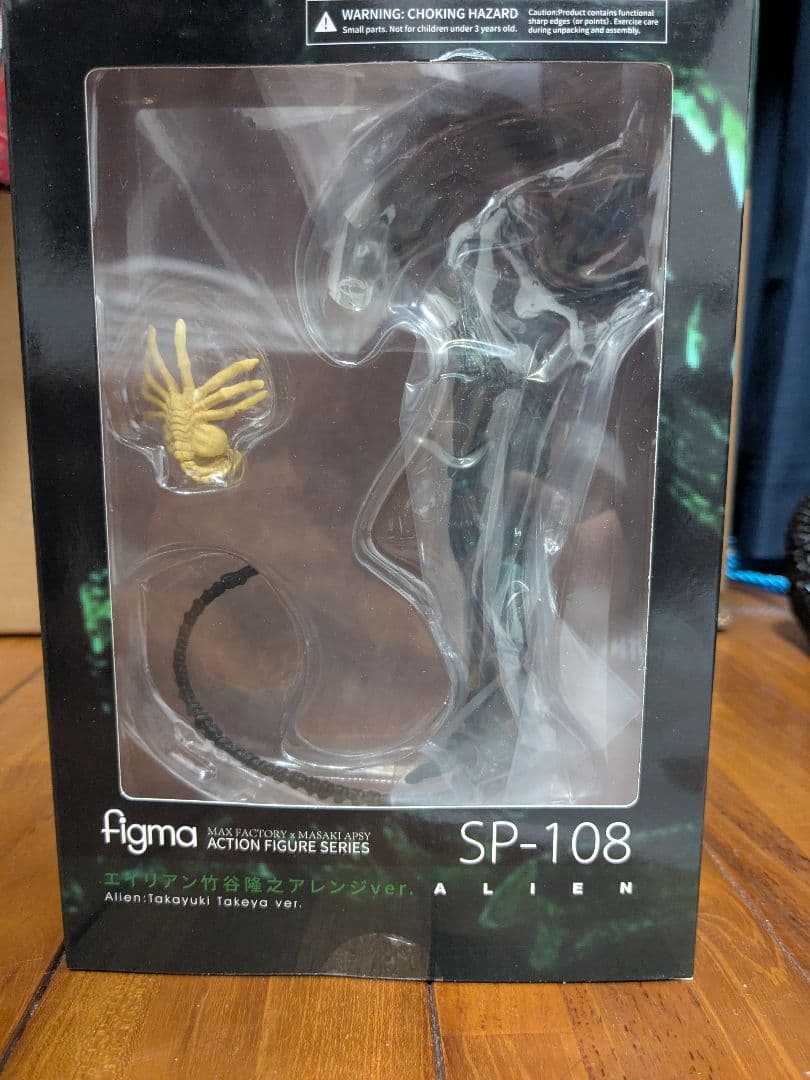 WARNING: CHOKING HAZARD
Small parts. Not for children under 3 years old.
Caution:Product contains functional
sharp edges (or points). Exercise care
during unpacking and assembly.
figma
MAX FACTORY x MASAKI APSY
ACTION FIGURE SERIES
SP-108
エイリアン竹谷隆之アレンジver.
ALIEN
Alien:Takayuki Takeya ver.